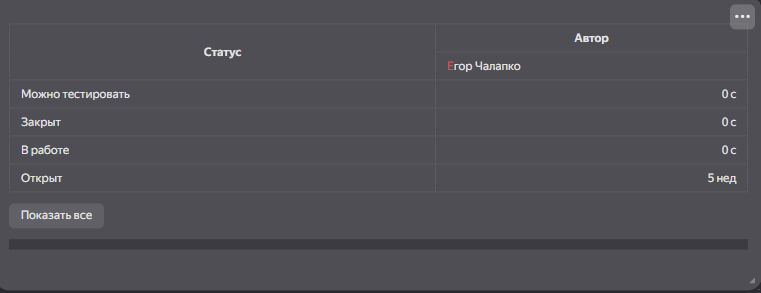 Статус
Автор
Егор Чалапко
Можно тестировать 0 с
Закрыт 0 с
В работе 0 с
Открыт 5 нед
Показать все